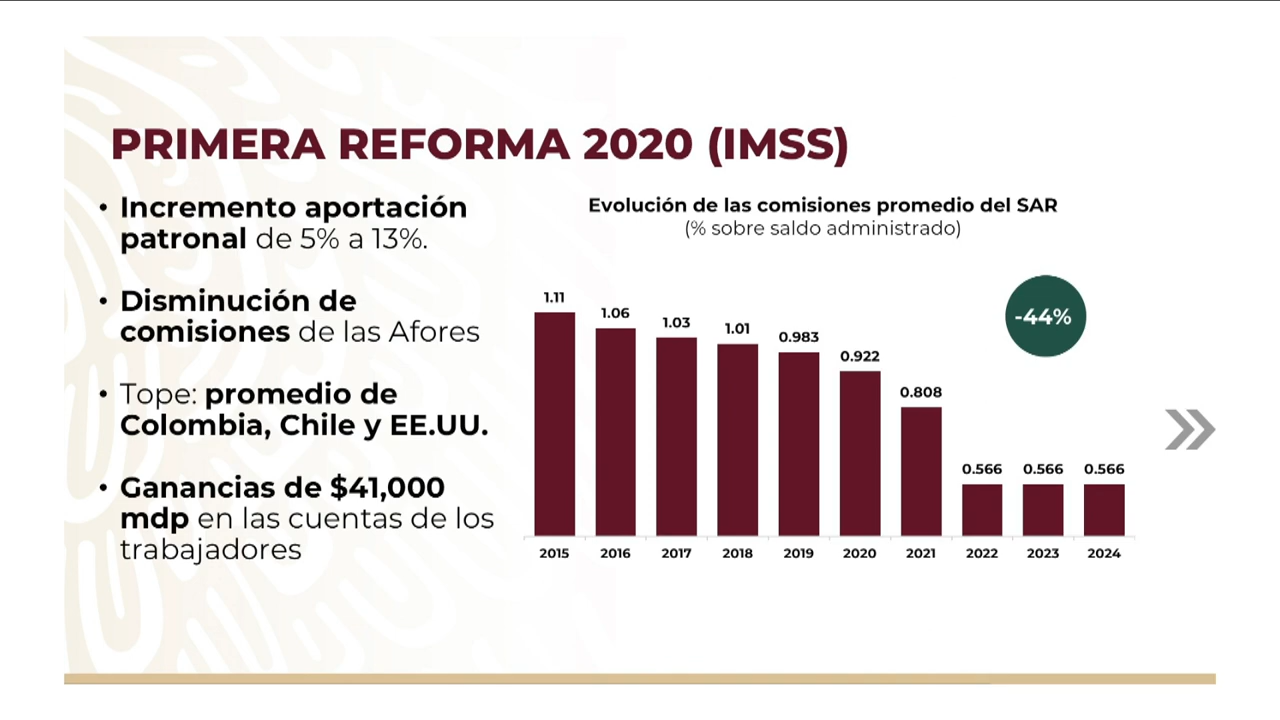 PRIMERA REFORMA 2020 (IMSS)
• Incremento aportación
patronal de 5% a 13%.
• Disminución de
comisiones de las Afores
• Tope: promedio de
Colombia, Chile y EE.UU.
• Ganancias de $41,000
mdp en las cuentas de los
trabajadores
Evolución de las comisiones promedio del SAR
(% sobre saldo administrado)
-44%
1.11
1.06
1.03
1.01
0.983
0.922
0.808
0.566
0.566
0.566
2015
2016
2017
2018
2019
2020
2021
2022
2023
2024